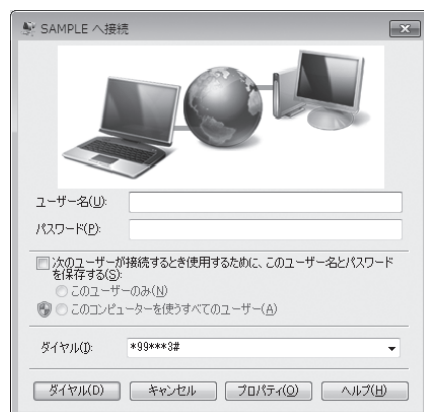 SAMPLE へ接続
ユーザー名(U):
パスワード(P):
次のユーザーが接続するとき使用するために、このユーザー名とパスワード
を保存する(S):
このユーザーのみ(N)
このコンピューターを使うすべてのユーザー(A)
ダイヤル(I): *99***3#
ダイヤル(D) キャンセル プロパティ(O) ヘルプ(H)